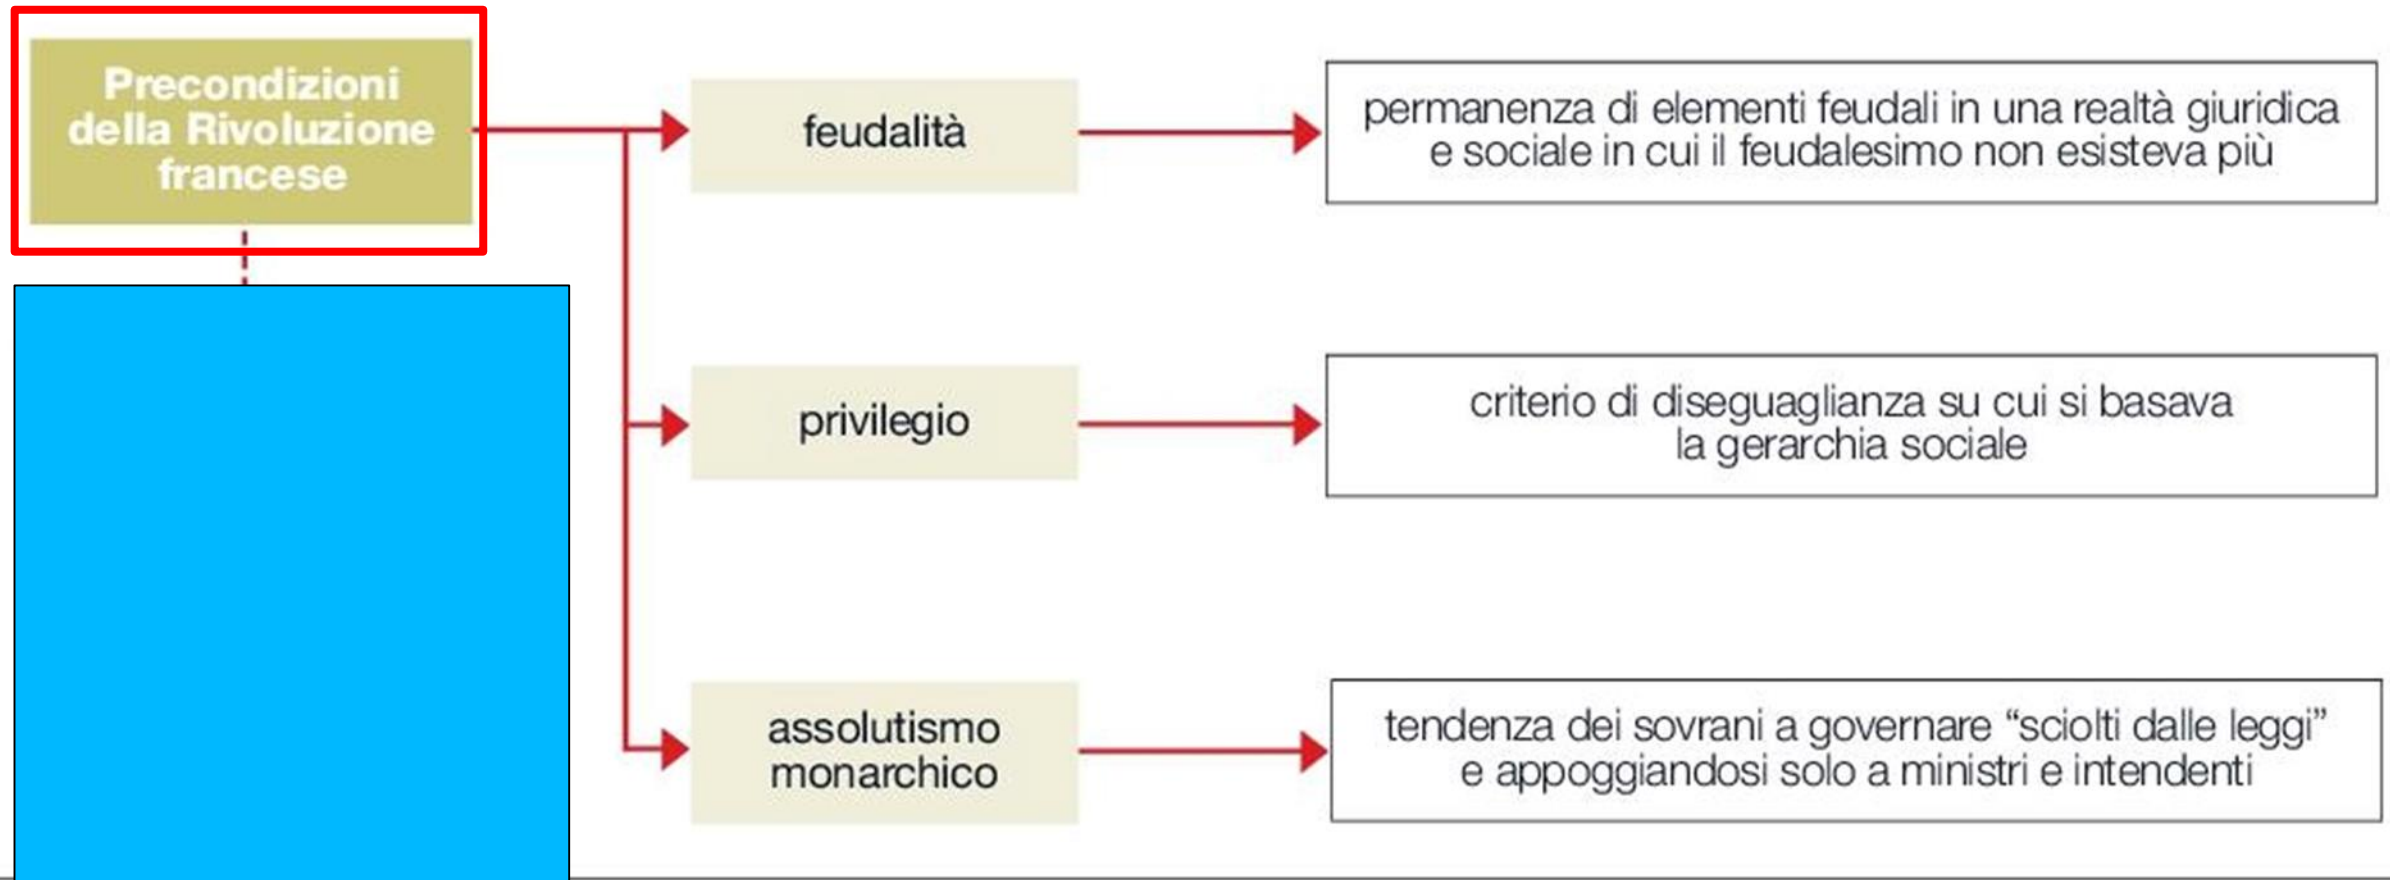 Precondizioni
della Rivoluzione
francese
feudalità
permanenza di elementi feudali in una realtà giuridica
e sociale in cui il feudalesimo non esisteva più
privilegio
criterio di diseguaglianza su cui si basava
la gerarchia sociale
assolutismo
monarchico
tendenza dei sovrani a governare “sciolti dalle leggi”
e appoggiandosi solo a ministri e intendenti